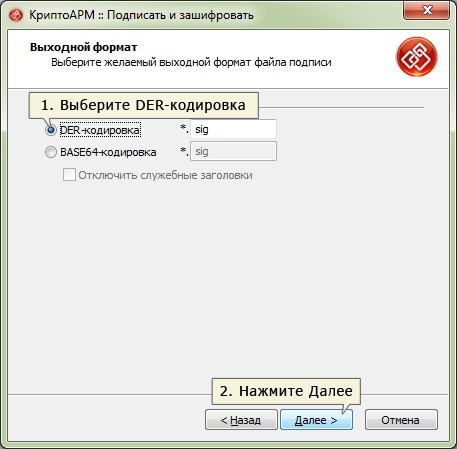 КриптоАРМ :: Подписать и зашифровать
Выходной формат
Выберите желаемый выходной формат файла подписи
1. Выберите DER-кодировка
DER-кодировка *. sig
BASE64-кодировка *. sig
Отключить служебные заголовки
2. Нажмите Далее
< Назад Далее > Отмена